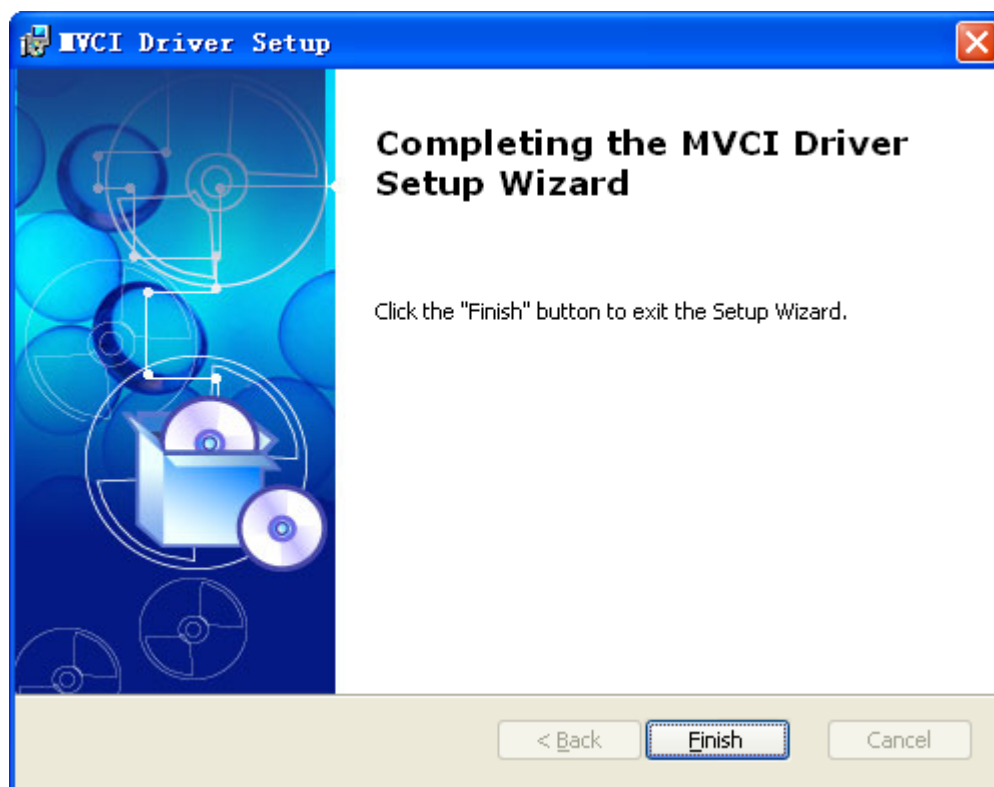 MVCI Driver Setup
Completing the MVCI Driver
Setup Wizard
Click the "Finish" button to exit the Setup Wizard.
< Back
Finish
Cancel